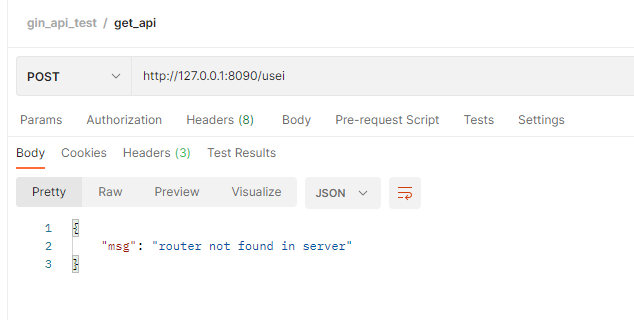 gin_api_test / get_api
POST http://127.0.0.1:8090/usei
Params Authorization Headers (8) Body Pre-request Script Tests Settings
Body Cookies Headers (3) Test Results
Pretty Raw Preview Visualize JSON
1 {
2 "msg": "router not found in server"
3 }